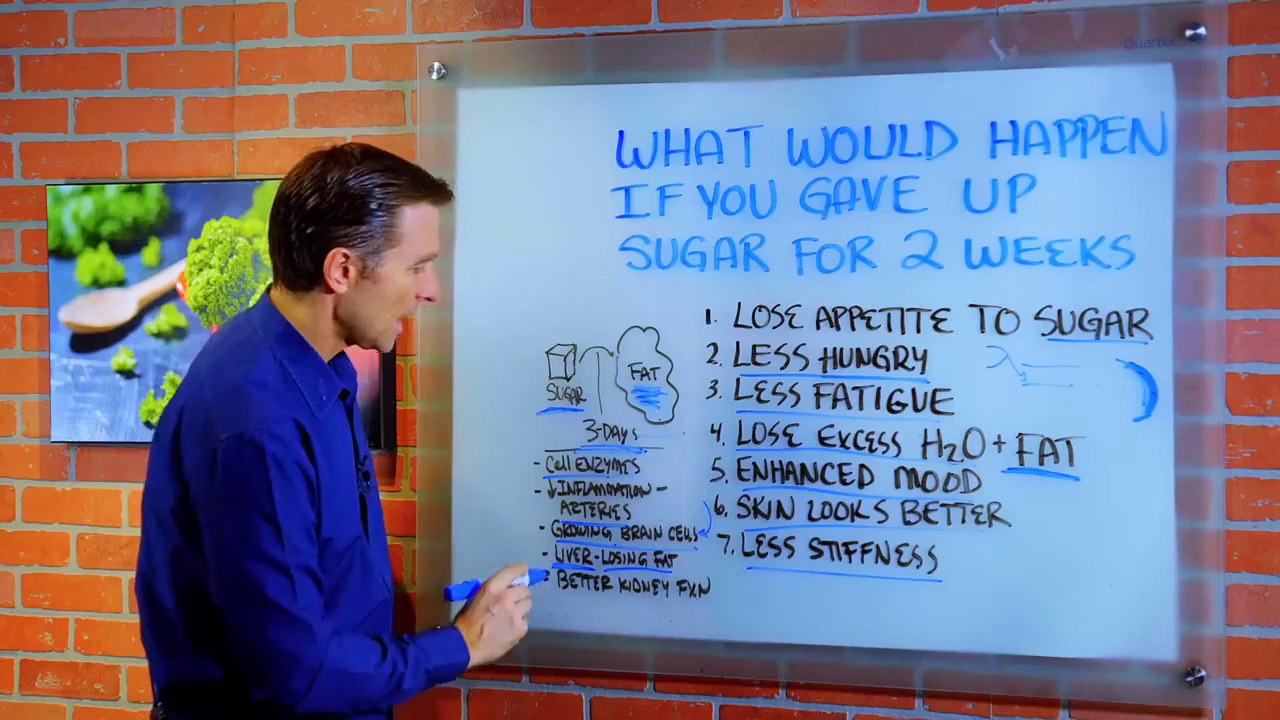 Quartet
WHAT WOULD HAPPEN
IF YOU GAVE UP
SUGAR FOR 2 WEEKS
1. LOSE APPETITE TO SUGAR
2. LESS HUNGRY
3. LESS FATIGUE
4. LOSE EXCESS H2O + FAT
5. ENHANCED MOOD
6. SKIN LOOKS BETTER
7. LESS STIFFNESS
SUGAR
FAT
3-DAYS
- CELL ENZYMES
- ↓ INFLAMMATION -
ARTERIES
- GROWING BRAIN CELLS
- LIVER-LOSING FAT
- BETTER KIDNEY FXN